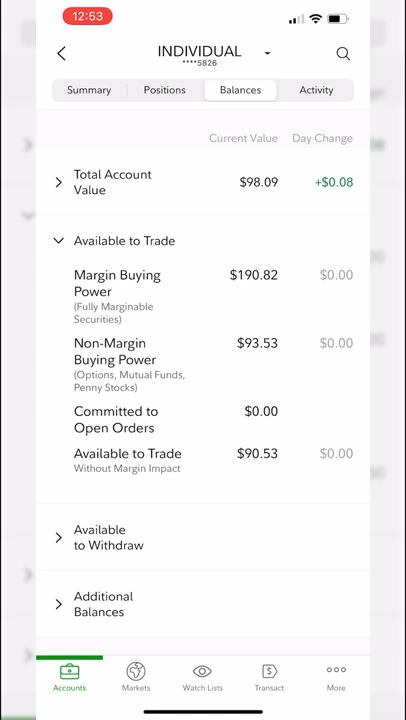 12:53
INDIVIDUAL
****5826
Summary Positions Balances Activity
Current Value Day Change
Total Account $98.09 +$0.08
Value
Available to Trade
Margin Buying $190.82 $0.00
Power
(Fully Marginable
Securities)
Non-Margin $93.53 $0.00
Buying Power
(Options, Mutual Funds,
Penny Stocks)
Committed to $0.00
Open Orders
Available to Trade $90.53 $0.00
Without Margin Impact
Available
to Withdraw
Additional
Balances
Accounts Markets Watch Lists Transact More